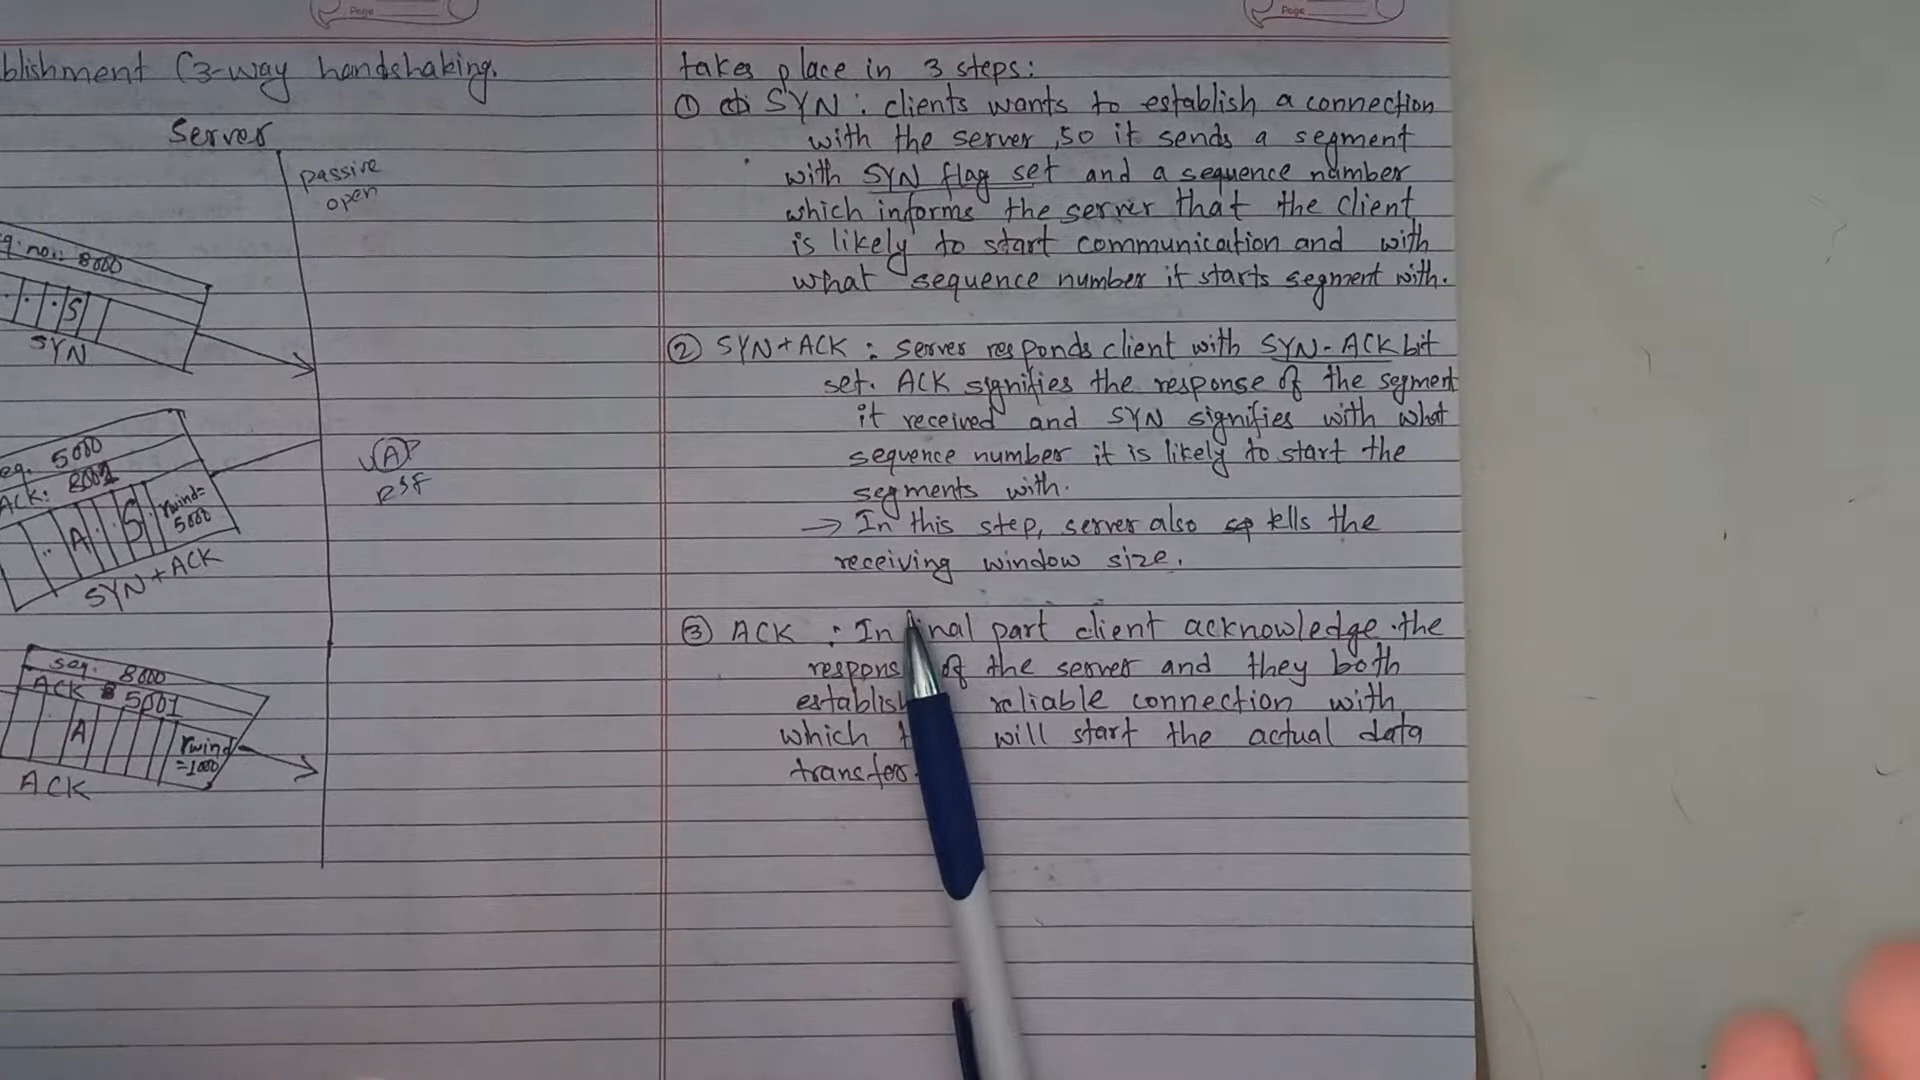 Page
Page
blishment (3-way handshaking.
Server
passive
open
q. no.: 8000
S
SYN
eq. 5000
ACK: 8001
A S rwind=
5000
SYN+ACK
UAP
RSF
seq. 8000
ACK 5001
A
rwind
=1000
ACK
takes place in 3 steps:
① SYN: clients wants to establish a connection
with the server, so it sends a segment
with SYN flag set and a sequence number
which informs the server that the client
is likely to start communication and with
what sequence number it starts segment with.
② SYN+ACK: server responds client with SYN-ACK bit
set. ACK signifies the response of the segment
it received and SYN signifies with what
sequence number it is likely to start the
segments with.
→ In this step, server also tells the
receiving window size.
③ ACK: In final part client acknowledge the
respons of the server and they both
establish reliable connection with
which will start the actual data
transfer.